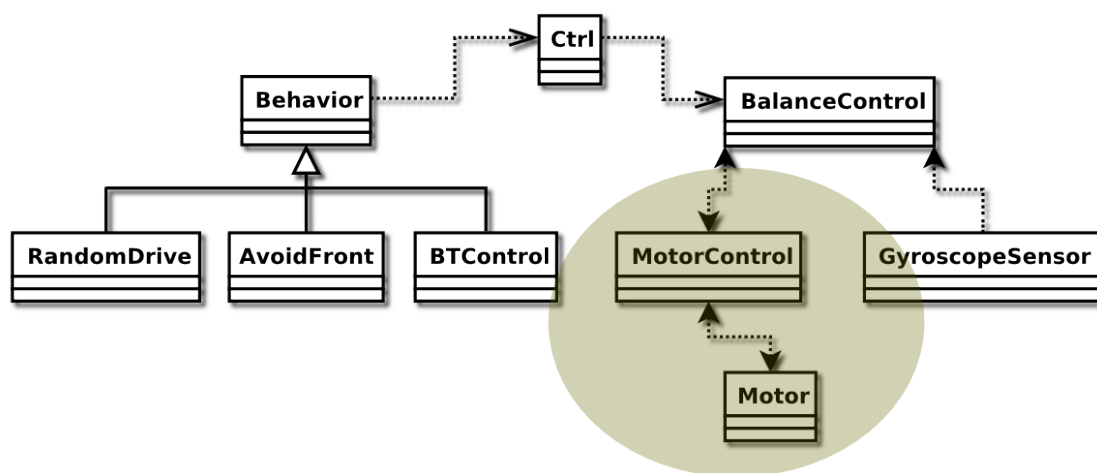 Ctrl
Behavior
BalanceControl
RandomDrive
AvoidFront
BTControl
MotorControl
GyroscopeSensor
Motor